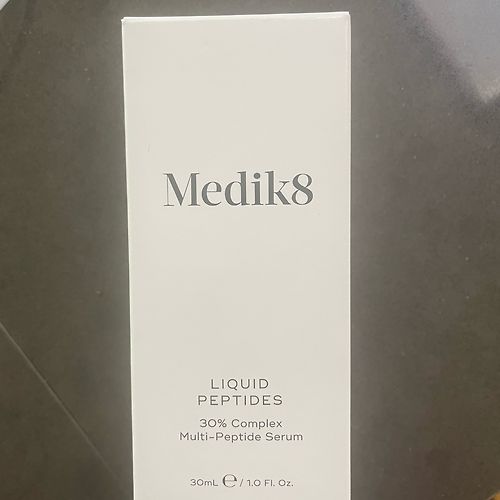 Medik8
LIQUID
PEPTIDES
30% Complex
Multi-Peptide Serum
30mL ℮ / 1.0 Fl. Oz.